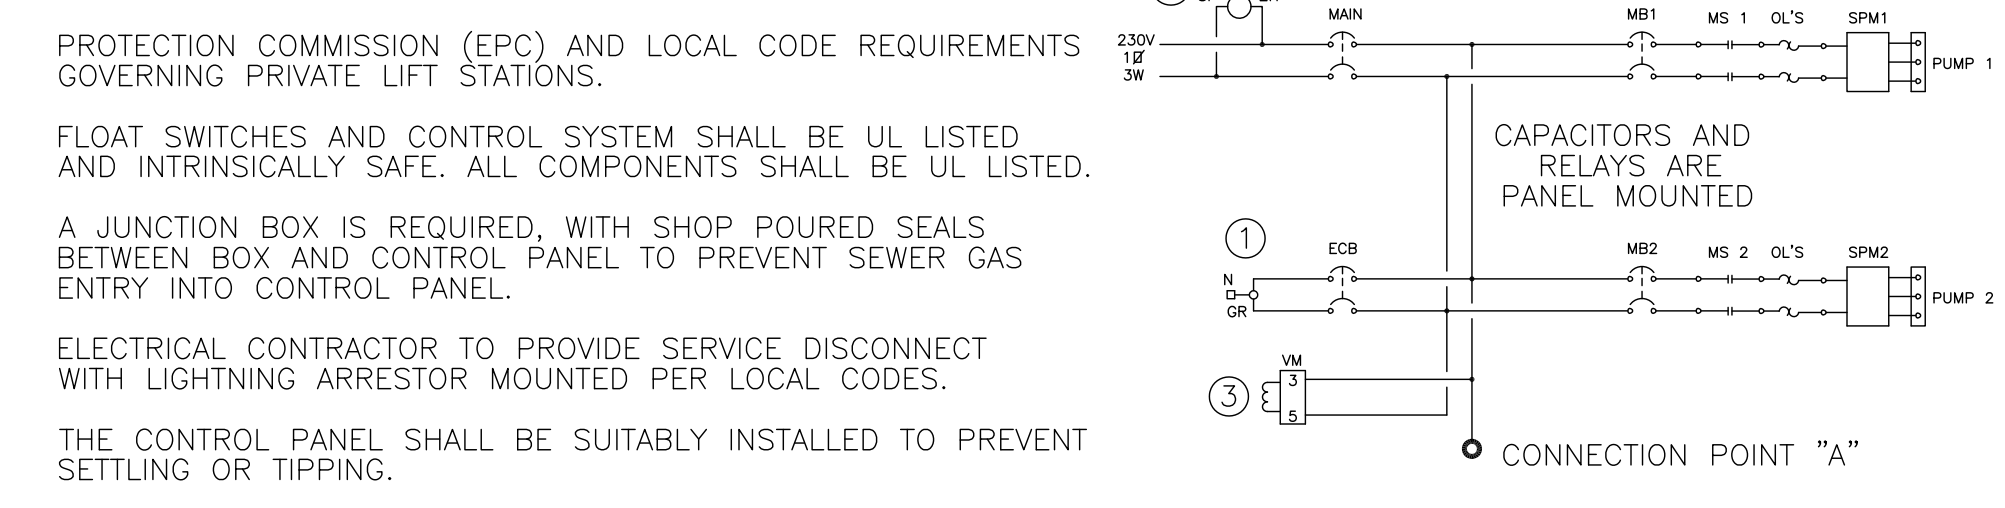 PROTECTION COMMISSION (EPC) AND LOCAL CODE REQUIREMENTS
GOVERNING PRIVATE LIFT STATIONS.
FLOAT SWITCHES AND CONTROL SYSTEM SHALL BE UL LISTED
AND INTRINSICALLY SAFE. ALL COMPONENTS SHALL BE UL LISTED.
A JUNCTION BOX IS REQUIRED, WITH SHOP POURED SEALS
BETWEEN BOX AND CONTROL PANEL TO PREVENT SEWER GAS
ENTRY INTO CONTROL PANEL.
ELECTRICAL CONTRACTOR TO PROVIDE SERVICE DISCONNECT
WITH LIGHTNING ARRESTOR MOUNTED PER LOCAL CODES.
THE CONTROL PANEL SHALL BE SUITABLY INSTALLED TO PREVENT
SETTLING OR TIPPING.
MAIN MB1 MS 1 OL'S SPM1
230V
1
3W
PUMP 1
CAPACITORS AND
RELAYS ARE
PANEL MOUNTED
1
ECB MB2 MS 2 OL'S SPM2
N
GR
PUMP 2
VM
3
3
5
CONNECTION POINT "A"